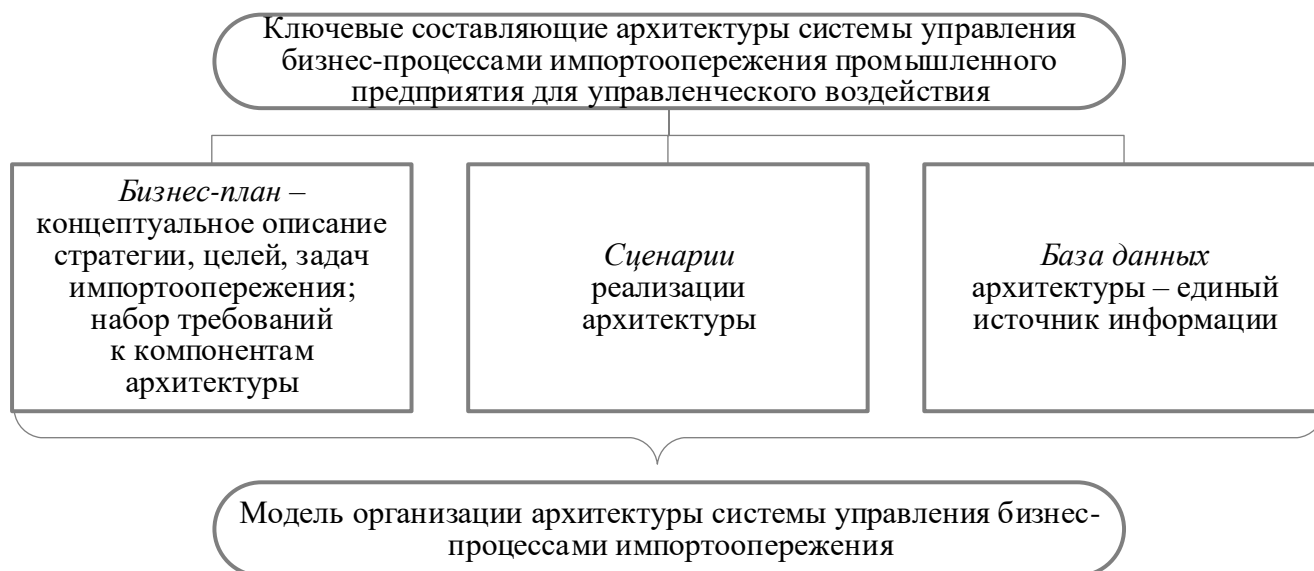 Ключевые составляющие архитектуры системы управления
бизнес-процессами импортоопережения промышленного
предприятия для управленческого воздействия
Бизнес-план –
концептуальное описание
стратегии, целей, задач
импортоопережения;
набор требований
к компонентам
архитектуры
Сценарии
реализации
архитектуры
База данных
архитектуры – единый
источник информации
Модель организации архитектуры системы управления бизнес-
процессами импортоопережения